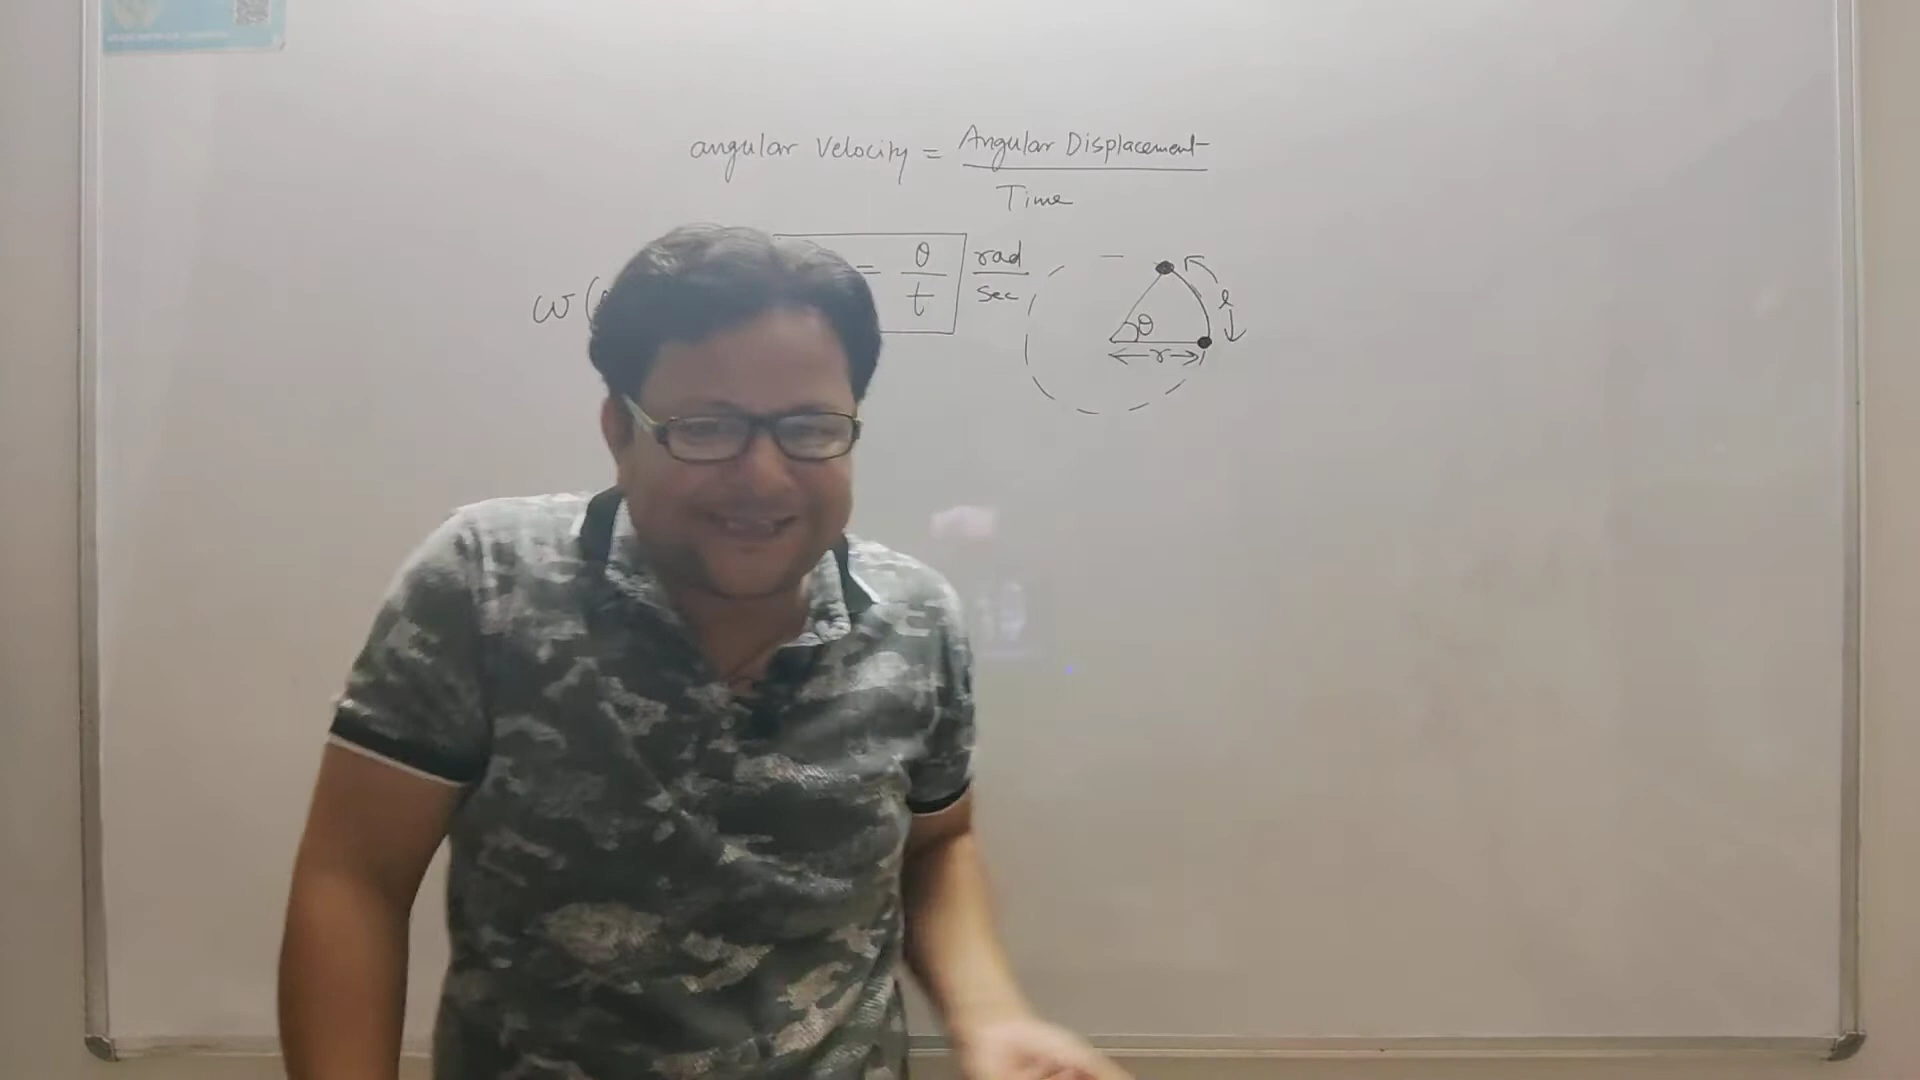 angular Velocity = Angular Displacement
Time
ω ( = θ / t rad / sec
θ
r
l